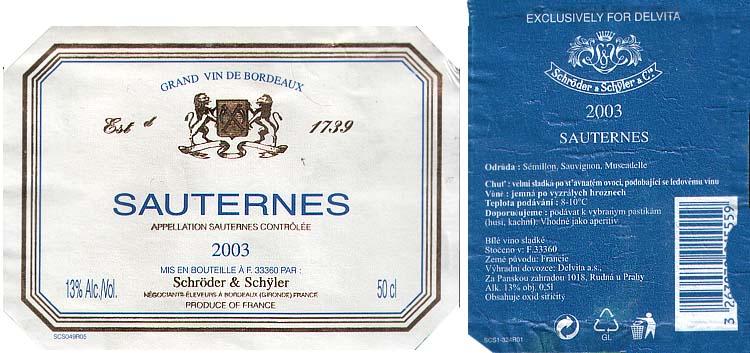 GRAND VIN DE BORDEAUX
Est d 1739
SAUTERNES
APPELLATION SAUTERNES CONTRÔLÉE
2003
MIS EN BOUTEILLE À F. 33360 PAR :
13% Alc./Vol.
Schröder & Schÿler
50 cl
NÉGOCIANTS-ÉLEVEURS À BORDEAUX (GIRONDE) FRANCE
PRODUCE OF FRANCE
SCS049R05
EXCLUSIVELY FOR DELVITA
Schröder & Schÿler & Cie
2003
SAUTERNES
Odrůda : Sémillon, Sauvignon, Muscadelle
Chuť : velmi sladká po šťavnatém ovoci, podobající se ledovému vínu
Vůně : jemná po vyzrálých hroznech
Teplota podávání : 8-10°C
Doporučujeme : podávat k vybraným paštikám
(husí, kachní). Vhodné jako aperitiv
Bílé víno sladké
Stočeno v: F.33360
Země původu: Francie
Výhradní dovozce: Delvita a.s.,
Za Panskou zahradou 1018, Rudná u Prahy
Alk. 13% obj. 0,5l
Obsahuje oxid siřičitý
GL
SCS1-324R01